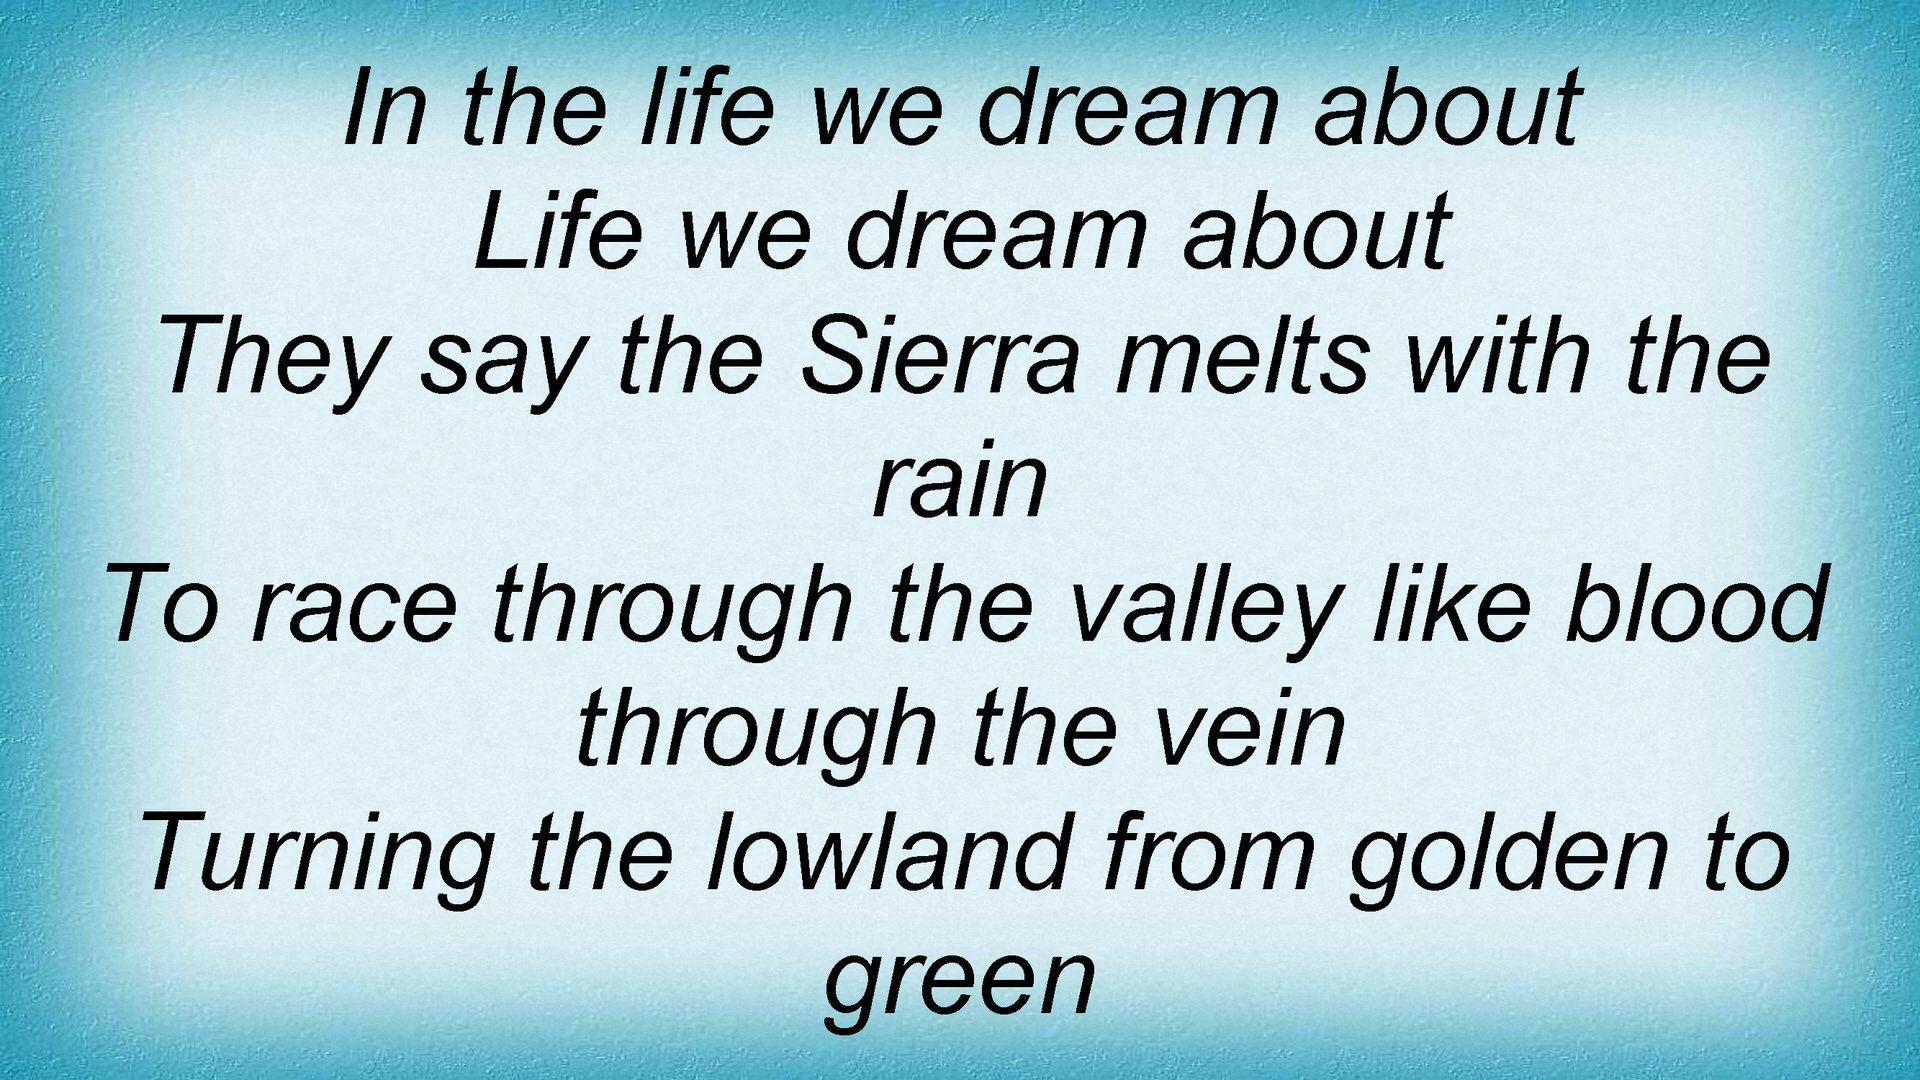 In the life we dream about
Life we dream about
They say the Sierra melts with the
rain
To race through the valley like blood
through the vein
Turning the lowland from golden to
green